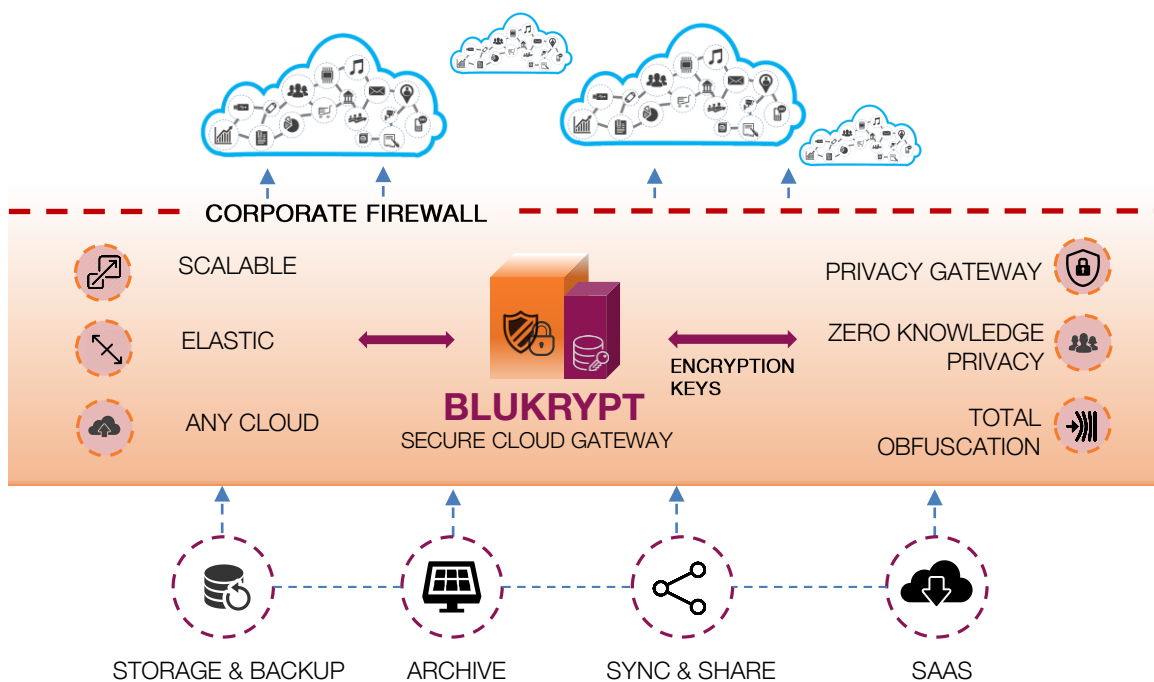 CORPORATE FIREWALL
SCALABLE
ELASTIC
ANY CLOUD
ENCRYPTION
KEYS
BLUKRYPT
SECURE CLOUD GATEWAY
PRIVACY GATEWAY
ZERO KNOWLEDGE
PRIVACY
TOTAL
OBFUSCATION
STORAGE & BACKUP
ARCHIVE
SYNC & SHARE
SAAS